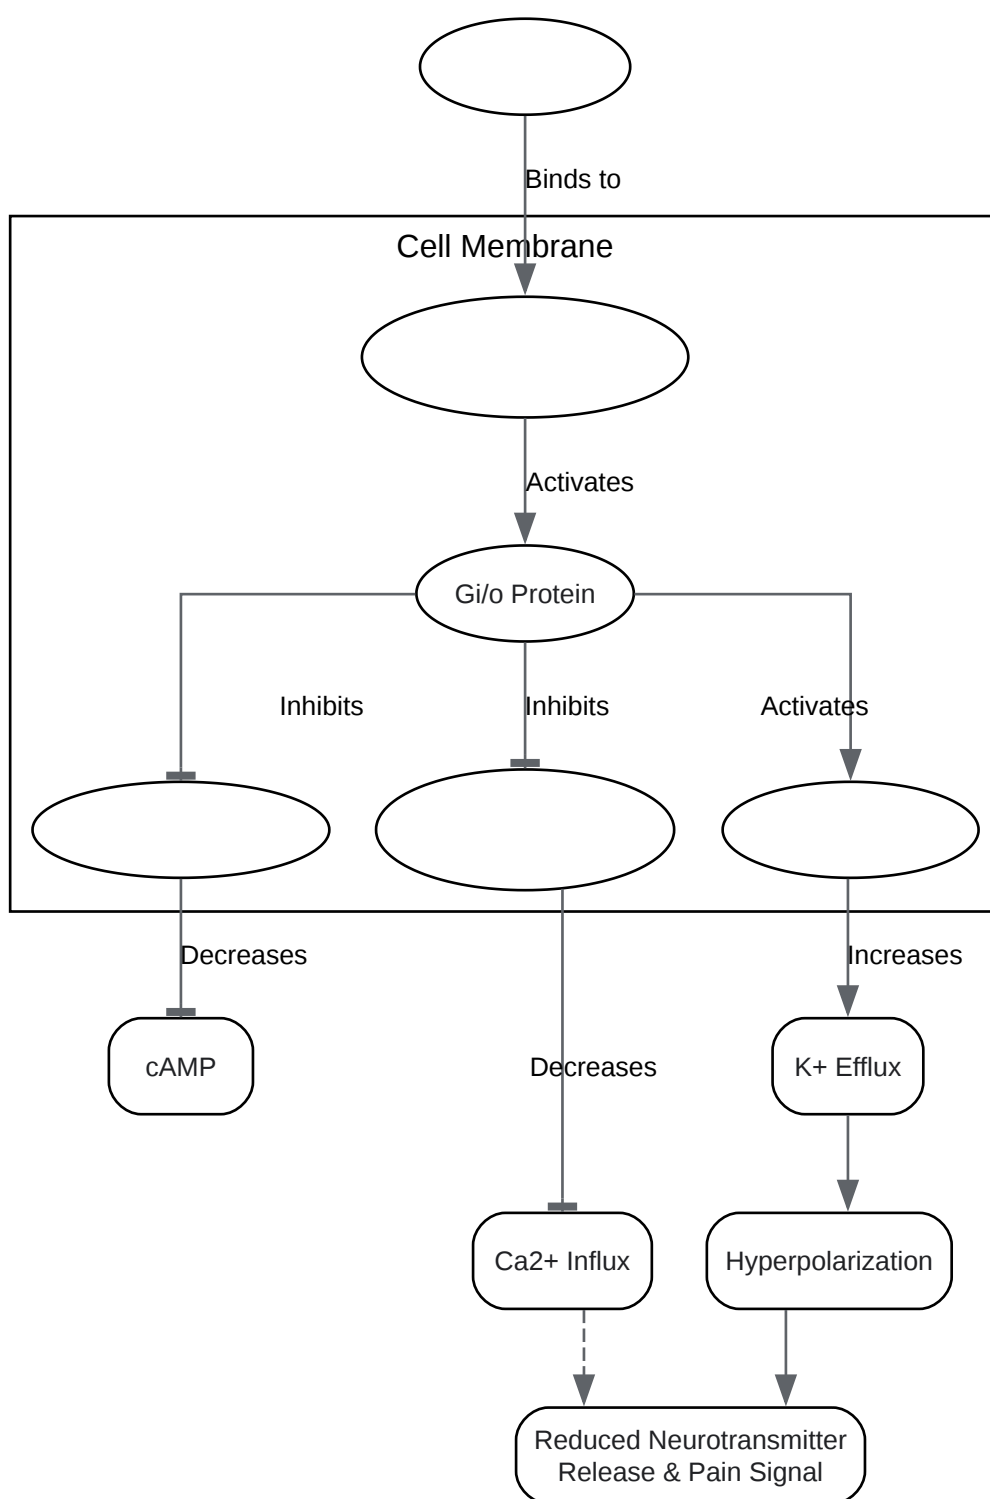 Binds to
Cell Membrane
Activates
Gi/o Protein
Inhibits
Inhibits
Activates
Decreases
Increases
cAMP
Decreases
K+ Efflux
Ca2+ Influx
Hyperpolarization
Reduced Neurotransmitter
Release & Pain Signal